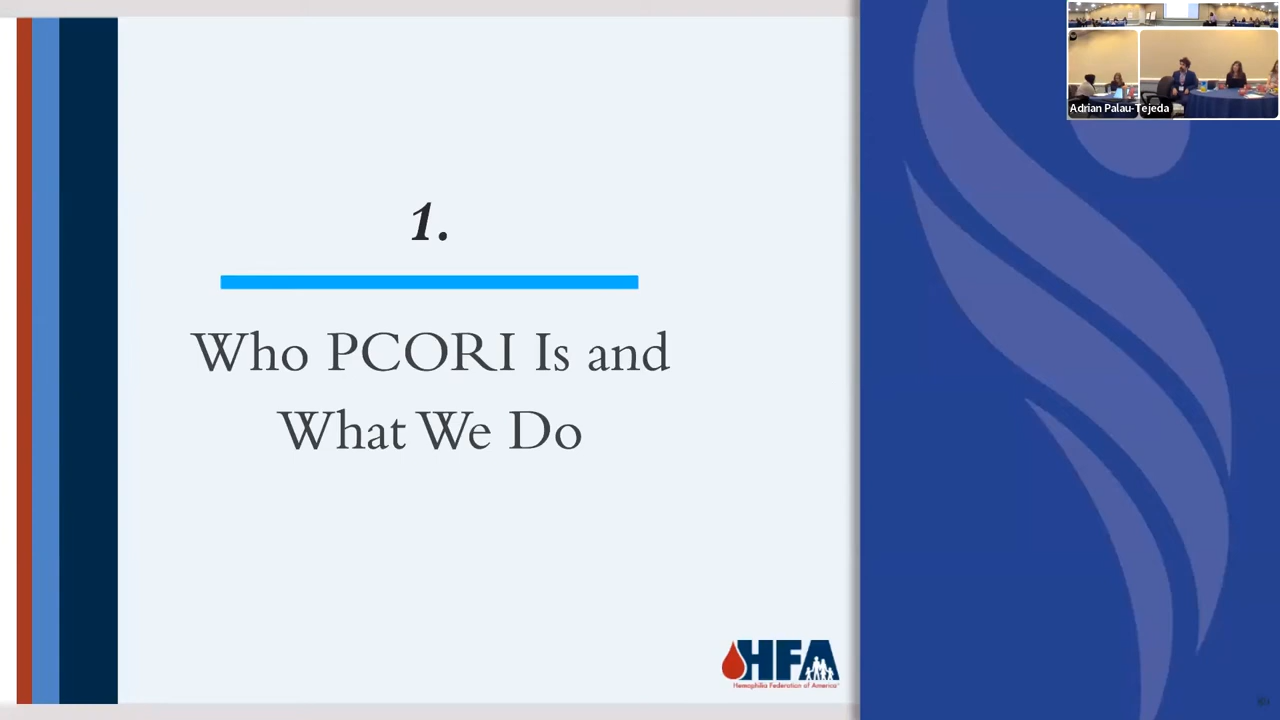 Adrian Palau-Tejeda
1.
Who PCORI Is and
What We Do
HFA
Hemophilia Federation of America